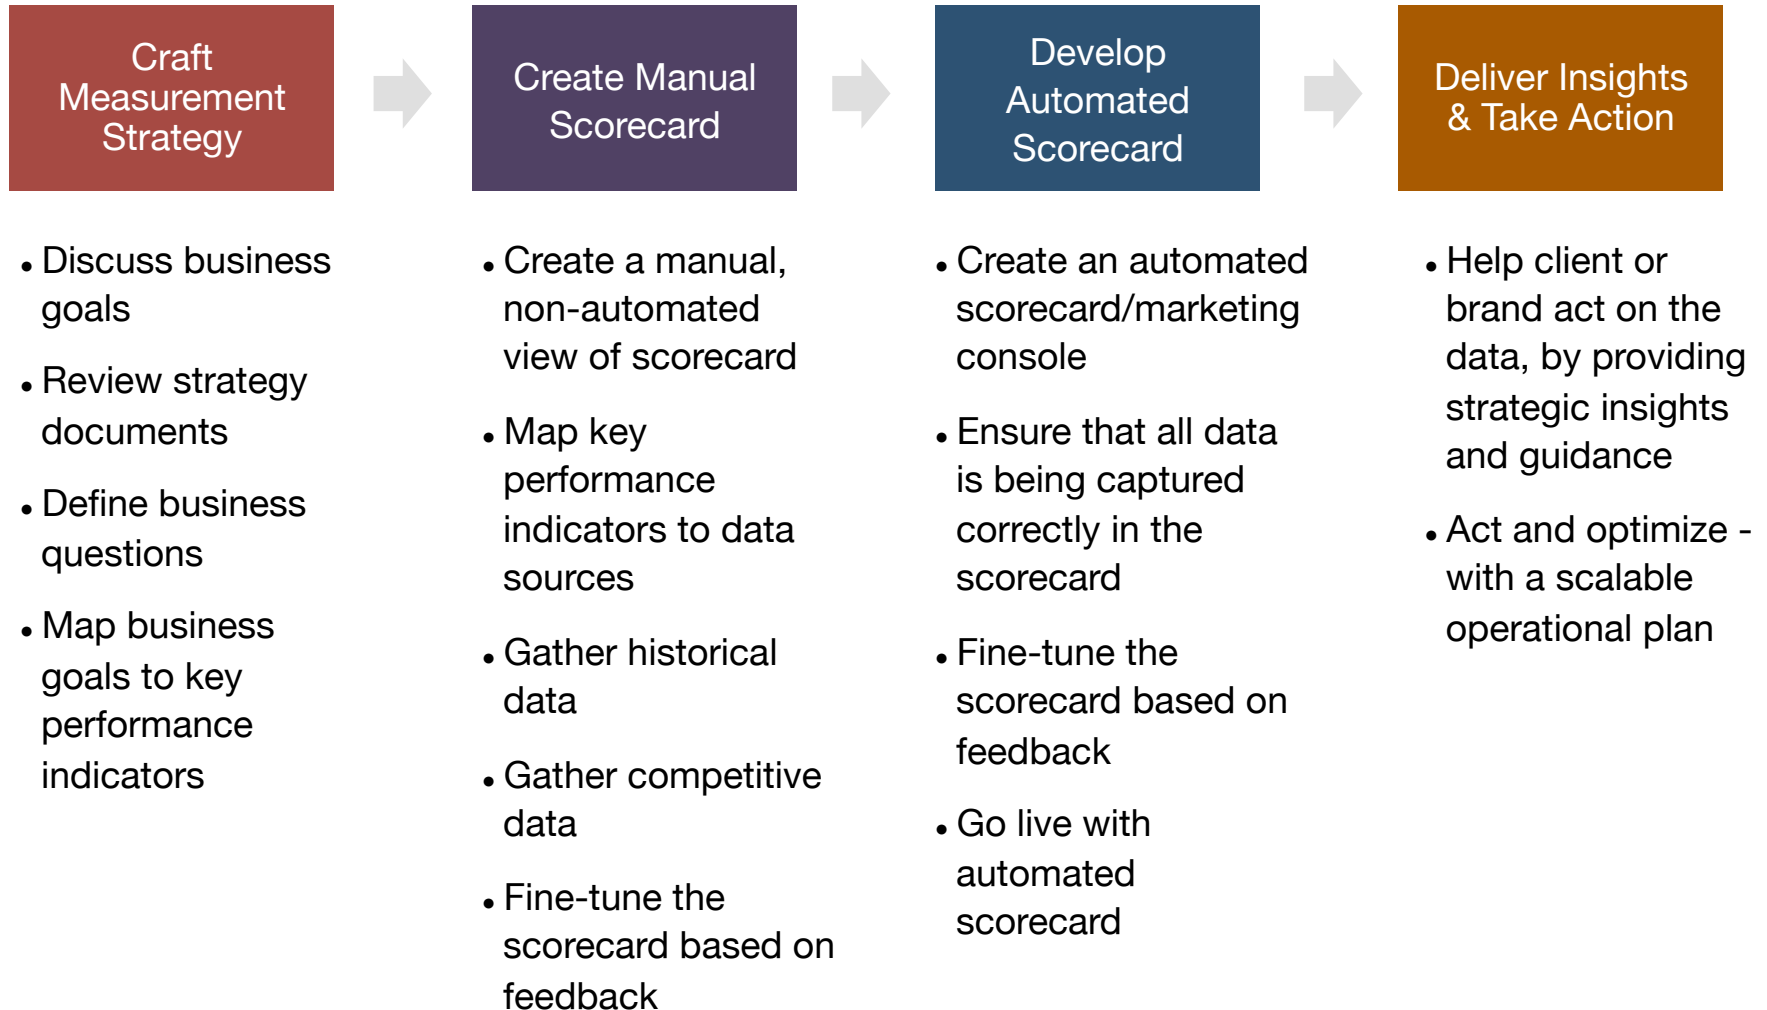 Craft
Measurement
Strategy
Create Manual
Scorecard
Develop
Automated
Scorecard
Deliver Insights
& Take Action
• Discuss business
goals
• Review strategy
documents
• Define business
questions
• Map business
goals to key
performance
indicators
• Create a manual,
non-automated
view of scorecard
• Map key
performance
indicators to data
sources
• Gather historical
data
• Gather competitive
data
• Fine-tune the
scorecard based on
feedback
• Create an automated
scorecard/marketing
console
• Ensure that all data
is being captured
correctly in the
scorecard
• Fine-tune the
scorecard based on
feedback
• Go live with
automated
scorecard
• Help client or
brand act on the
data, by providing
strategic insights
and guidance
• Act and optimize -
with a scalable
operational plan